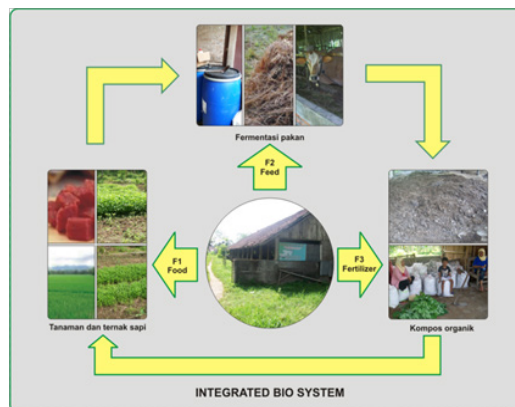 Fermentasi pakan
F2
Feed
F1
Food
F3
Fertilizer
Tanaman dan ternak sapi
Kompos organik
INTEGRATED BIO SYSTEM